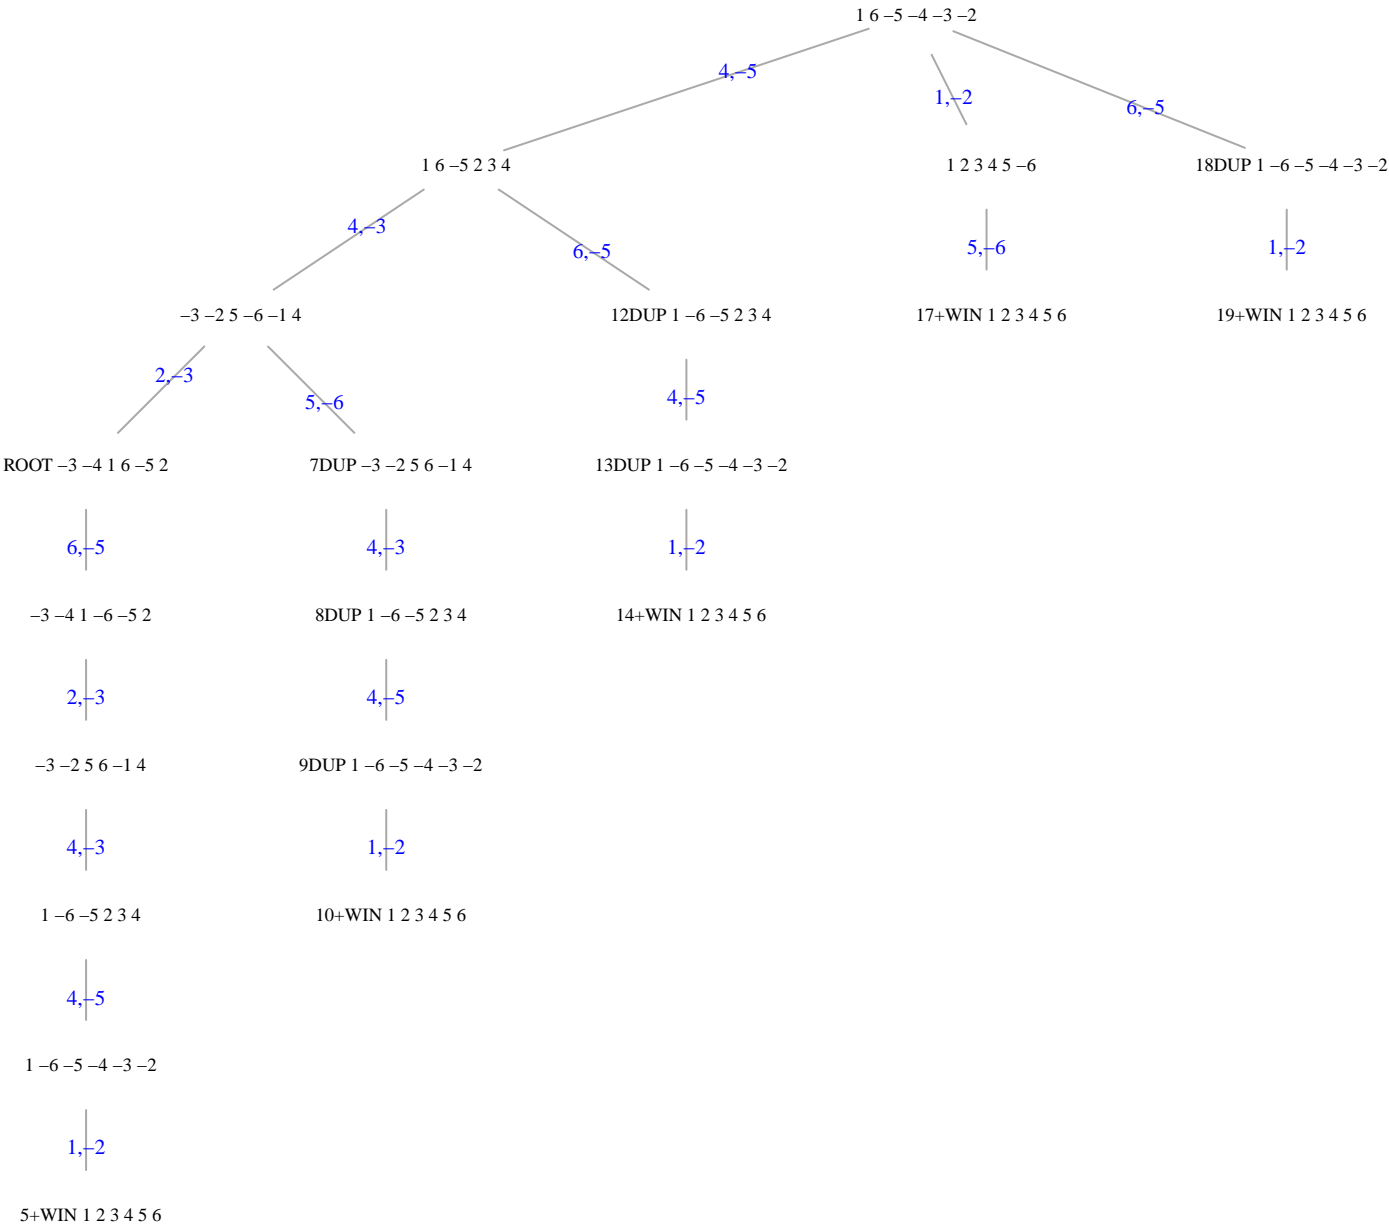 1 6 –5 –4 –3 –2
4,–5
1,–2
6,–5
1 6 –5 2 3 4
1 2 3 4 5 –6
18DUP 1 –6 –5 –4 –3 –2
4,–3
6,–5
5,–6
1,–2
–3 –2 5 –6 –1 4
12DUP 1 –6 –5 2 3 4
17+WIN 1 2 3 4 5 6
19+WIN 1 2 3 4 5 6
2,–3
5,–6
4,–5
ROOT –3 –4 1 6 –5 2
7DUP –3 –2 5 6 –1 4
13DUP 1 –6 –5 –4 –3 –2
6,–5
4,–3
1,–2
–3 –4 1 –6 –5 2
8DUP 1 –6 –5 2 3 4
14+WIN 1 2 3 4 5 6
2,–3
4,–5
–3 –2 5 6 –1 4
9DUP 1 –6 –5 –4 –3 –2
4,–3
1,–2
1 –6 –5 2 3 4
10+WIN 1 2 3 4 5 6
4,–5
1 –6 –5 –4 –3 –2
1,–2
5+WIN 1 2 3 4 5 6